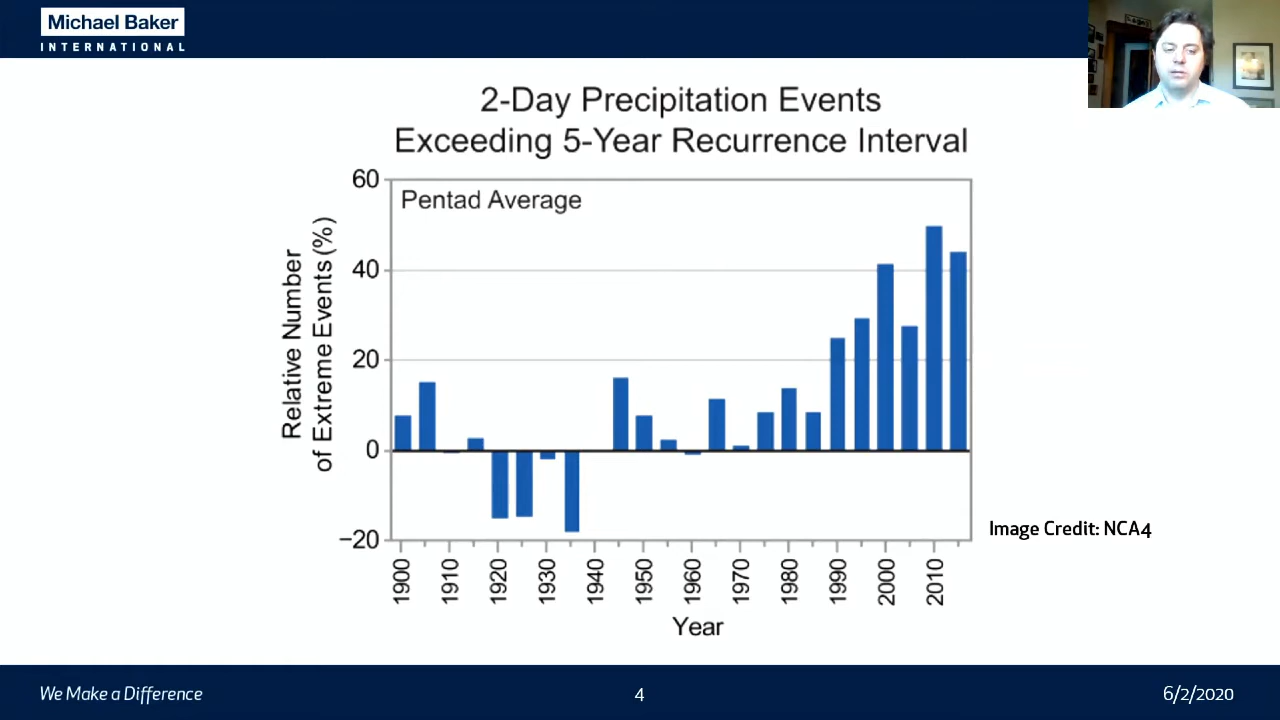 Michael Baker
INTERNATIONAL
2-Day Precipitation Events
Exceeding 5-Year Recurrence Interval
Pentad Average
Relative Number
of Extreme Events (%)
60
40
20
0
−20
1900
1910
1920
1930
1940
1950
1960
1970
1980
1990
2000
2010
Year
Image Credit: NCA4
We Make a Difference
4
6/2/2020